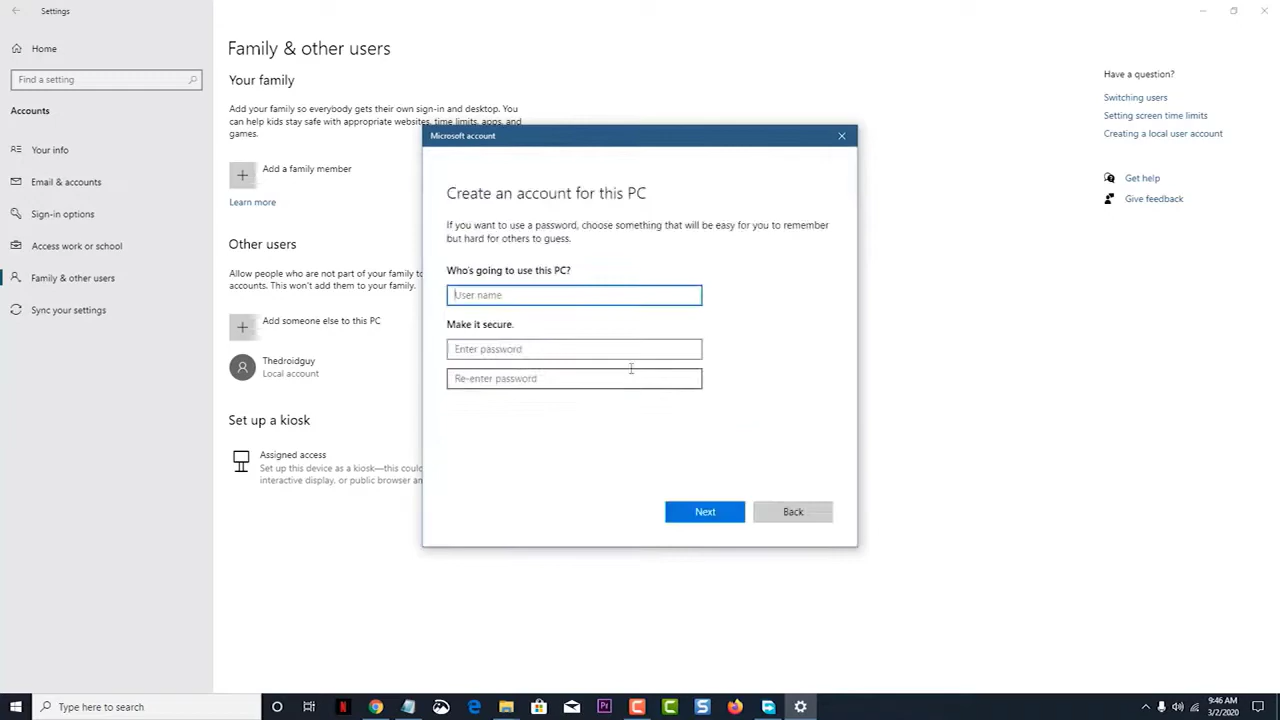 Settings
Home
Find a setting
Accounts
Your info
Email & accounts
Sign-in options
Access work or school
Family & other users
Sync your settings
Family & other users
Your family
Add your family so everybody gets their own sign-in and desktop. You
can help kids stay safe with appropriate websites, time limits, apps, and
games.
Add a family member
Learn more
Other users
Allow people who are not part of your family to
accounts. This won't add them to your family.
Add someone else to this PC
Thedroidguy
Local account
Set up a kiosk
Assigned access
Set up this device as a kiosk—this coul
interactive display, or public browser an
Microsoft account
Create an account for this PC
If you want to use a password, choose something that will be easy for you to remember
but hard for others to guess.
Who's going to use this PC?
User name
Make it secure.
Enter password
Re-enter password
Next
Back
Have a question?
Switching users
Setting screen time limits
Creating a local user account
Get help
Give feedback
Type here to search
Pr
9:46 AM
3/2/2020